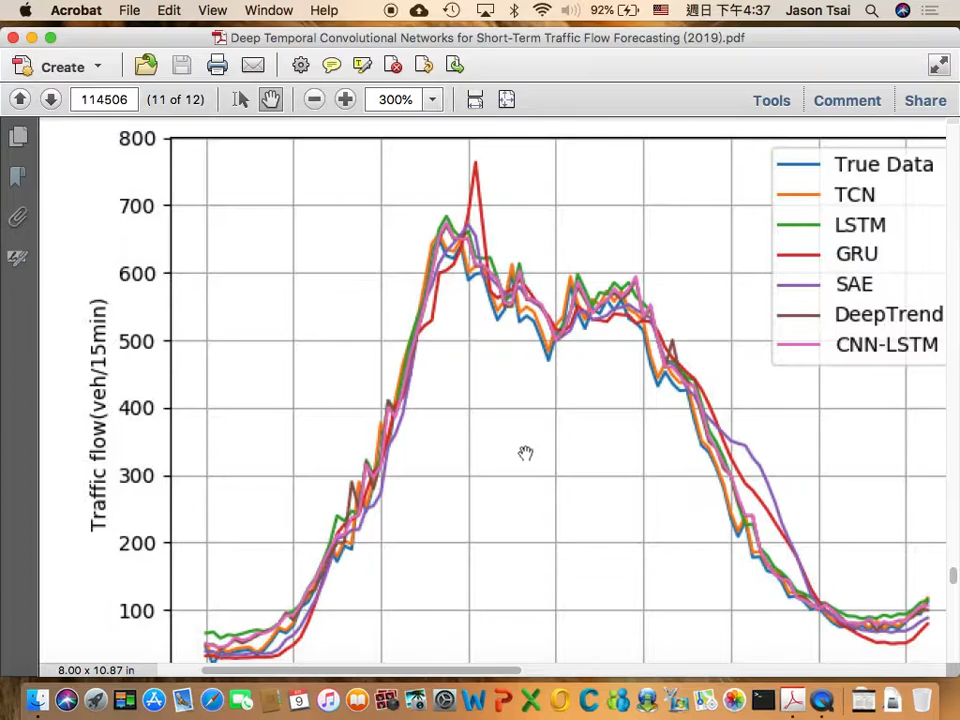 Acrobat File Edit View Window Help 92% 週日 下午4:37 Jason Tsai
Deep Temporal Convolutional Networks for Short-Term Traffic Flow Forecasting (2019).pdf
Create
114506 (11 of 12) 300% Tools Comment Share
800
700
600
500
400
300
200
100
Traffic flow(veh/15min)
True Data
TCN
LSTM
GRU
SAE
DeepTrend
CNN-LSTM
8.00 x 10.87 in
9